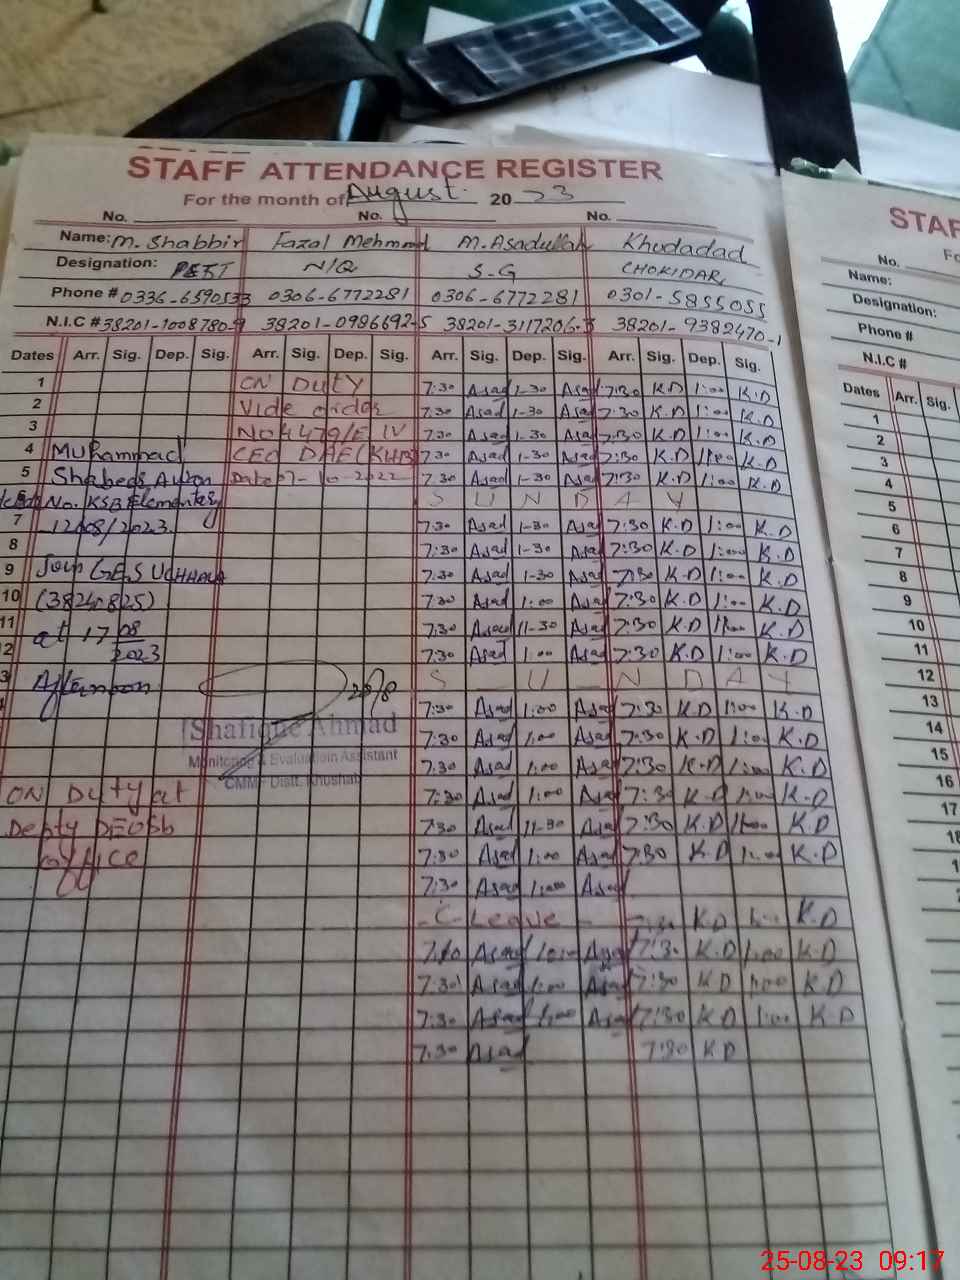 STAFF ATTENDANCE REGISTER
For the month of August. 2023
No. No. No.
Name: M. Shabbir Fazal Mehmood M. Asadullah Khudadad
Designation: PEST N/Q S-G CHOKIDAR
Phone # 0336-6590533 0306-6772281 0306-6772281 0301-5855055
N.I.C # 38201-1008780-9 38201-0986692-5 38201-3117206-3 38201-9382470-1
Dates Arr. Sig. Dep. Sig. Arr. Sig. Dep. Sig. Arr. Sig. Dep. Sig. Arr. Sig. Dep. Sig.
1 ON DUTY 7:30 Asad 1-30 Asad 7:30 K.D 1:00 K.D
2 Vide order 7:30 Asad 1-30 Asad 7:30 K.D 1:00 K.D
3 No 4479/E.IV 7:30 Asad 1-30 Asad 7:30 K.D 1:00 K.D
4 Muhammad CEO DAE(KHB) 7:30 Asad 1-30 Asad 7:30 K.D 1:00 K.D
5 Dated 07-10-2022 7:30 Asad 1-30 Asad 7:30 K.D 1:00 K.D
No. KSB Elementary S U N D A Y
7 12008/2023 7:30 Asad 1-30 Asad 7:30 K.D 1:00 K.D
8 7:30 Asad 1-30 Asad 7:30 K.D 1:00 K.D
9 Join GES UCHHALA 7:30 Asad 1-30 Asad 7:30 K.D 1:00 K.D
10 (38240825) 7:30 Asad 1:00 Asad 7:30 K.D 1:00 K.D
11 at 17 08 7:30 Asad 11-30 Asad 7:30 K.D 11:00 K.D
2 2023 7:30 Asad 1:00 Asad 7:30 K.D 1:00 K.D
3 Afternoon S U N D A Y
7:30 Asad 1:00 Asad 7:30 K.D 1:00 K.D
Shafique Ahmad 7:30 Asad 1:00 Asad 7:30 K.D 1:00 K.D
Monitoring & Evaluation Assistant 7:30 Asad 1:00 Asad 7:30 K.D 1:00 K.D
CMMF Distt. Khushab
ON Duty at 7:30 Asad 1:00 Asad 7:30 K.D 1:00 K.D
Depty DEOSb 7:30 Asad 11-30 Asad 7:30 K.D 11:00 K.D
office 7:30 Asad 1:00 Asad 7:30 K.D 1:00 K.D
7:30 Asad 1:00 Asad
- C-Leave - K.D K.D
7:30 Asad 1:00 Asad 7:30 K.D 1:00 K.D
7:30 Asad 1:00 Asad 7:30 K.D 1:00 K.D
7:30 Asad 1:00 Asad 7:30 K.D 1:00 K.D
7:30 Asad 7:30 K.D
STAF
No.
Name:
Designation:
Phone #
N.I.C #
Dates Arr. Sig.
1
2
3
4
5
6
7
8
9
10
11
12
13
14
15
16
17
18
25-08-23 09:17